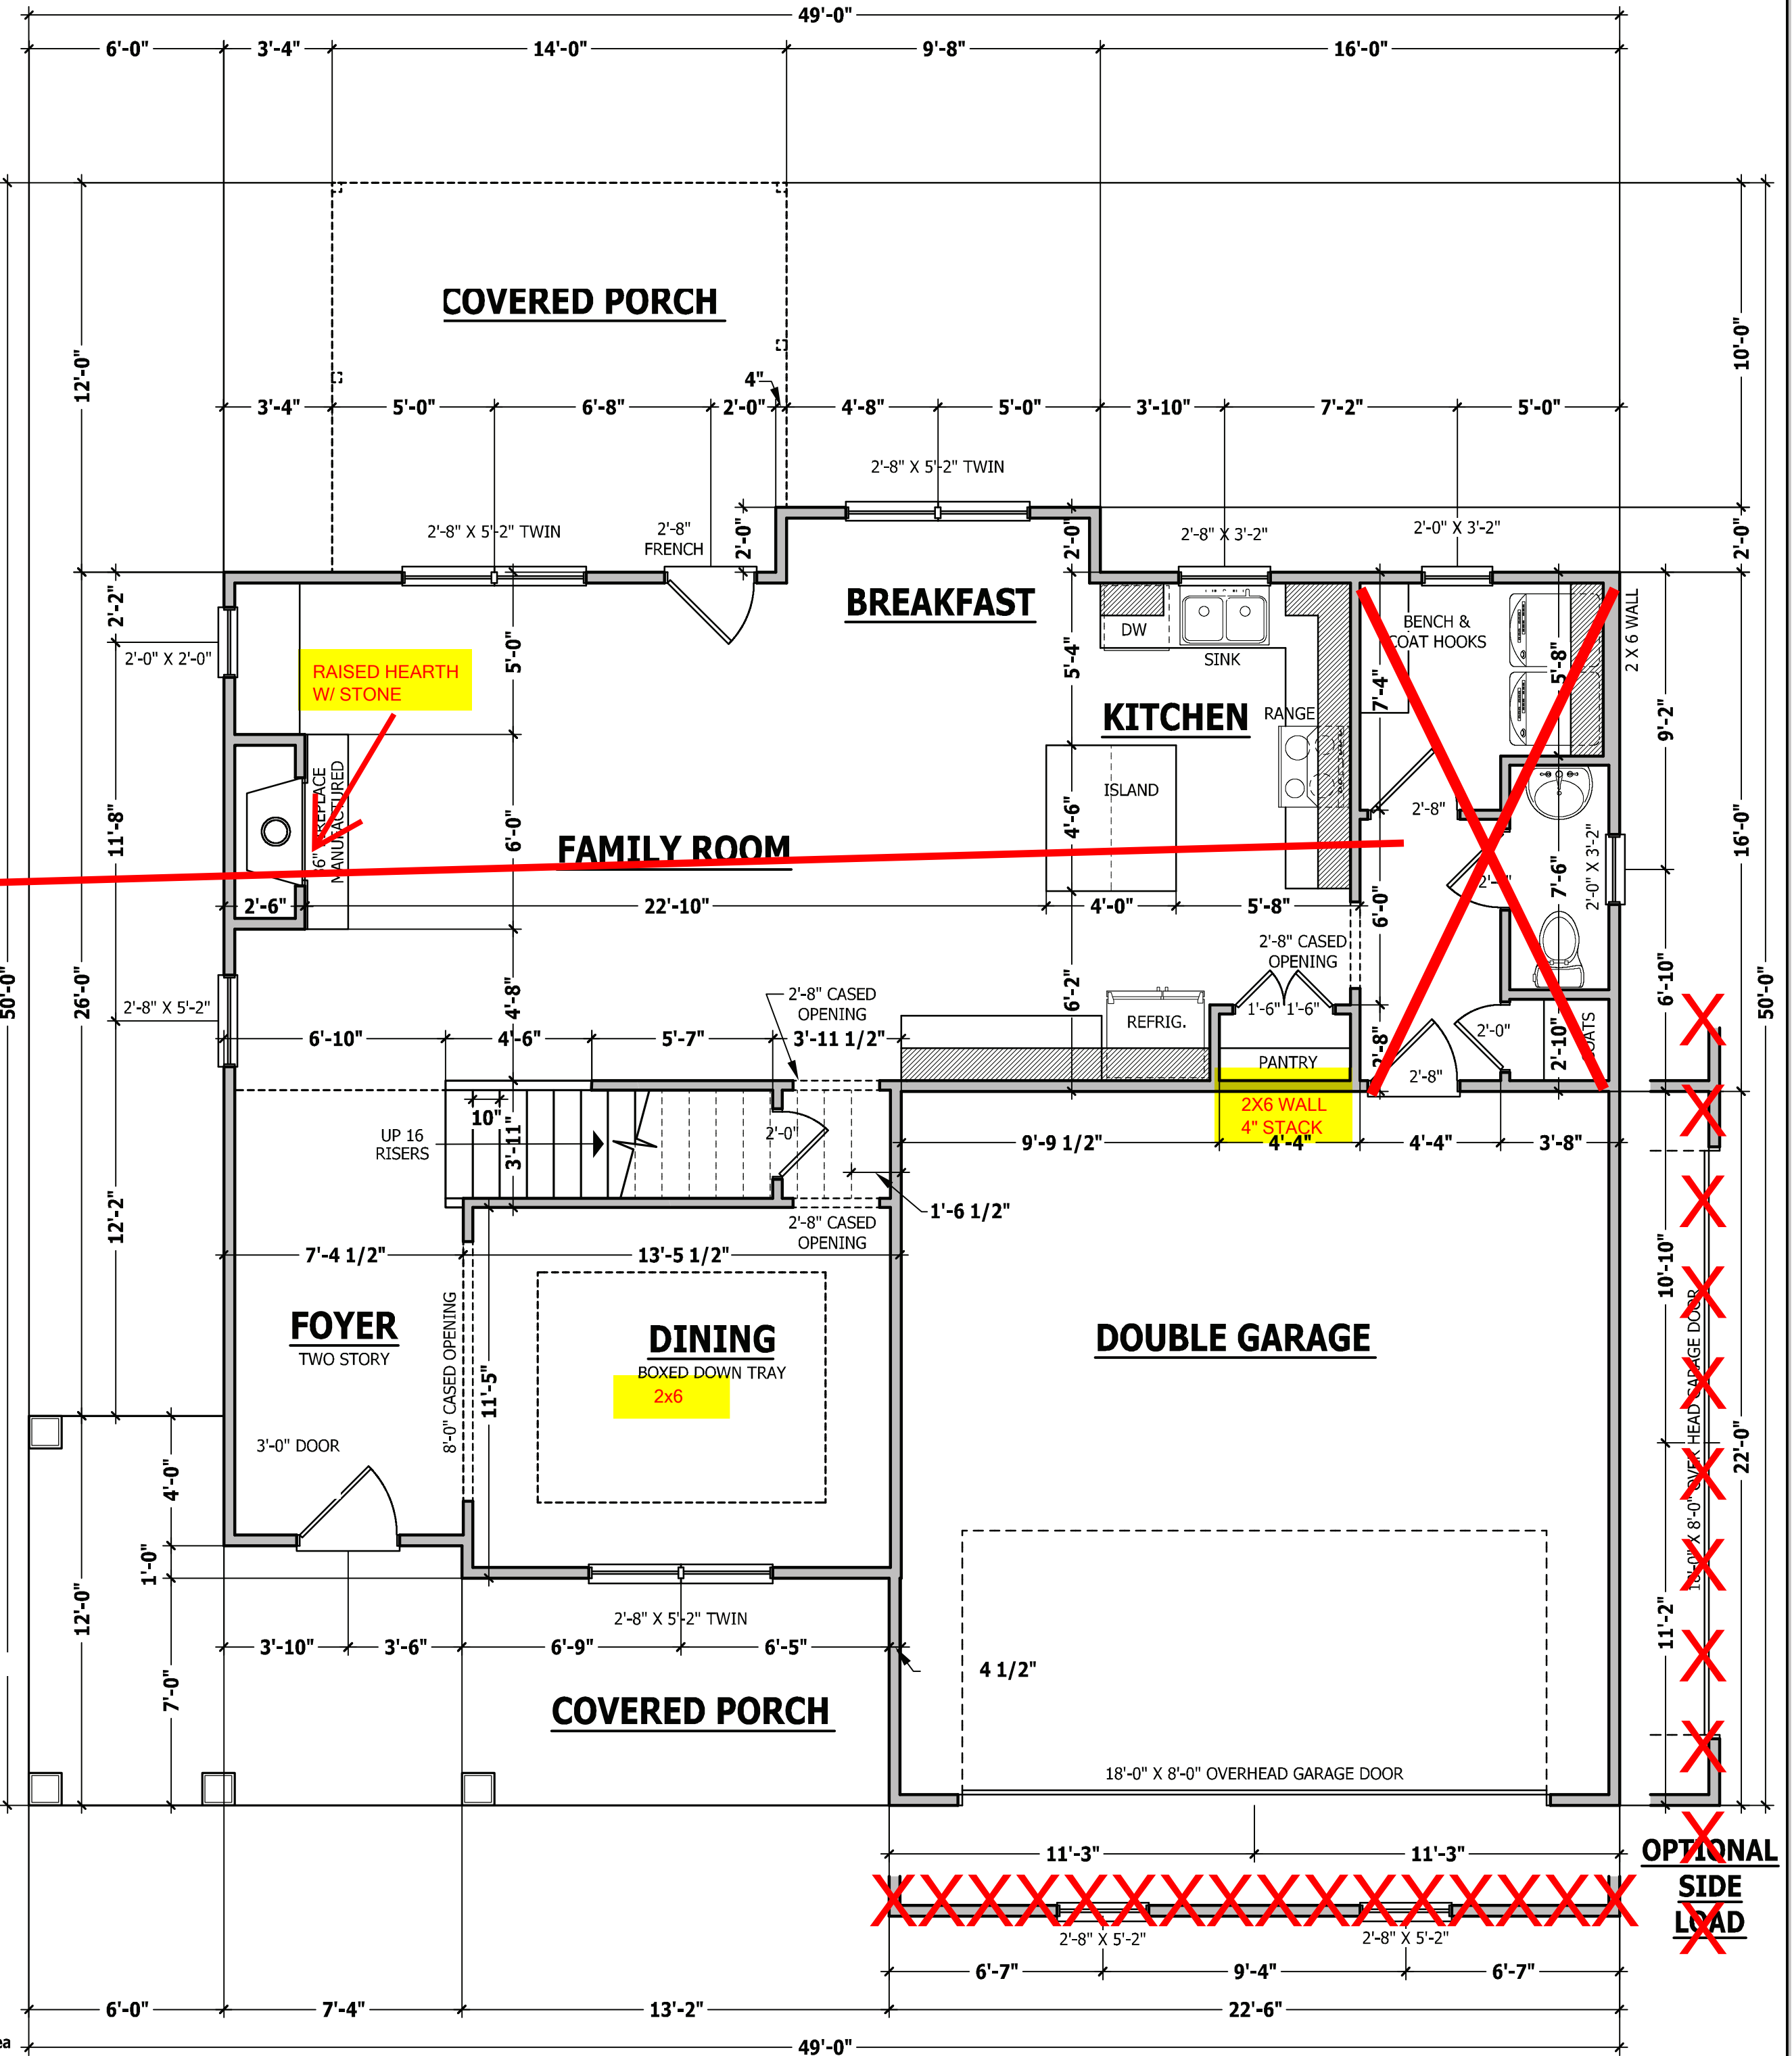 49'-0"
6'-0" 3'-4" 14'-0" 9'-8" 16'-0"
COVERED PORCH
12'-0"
10'-0"
4"
3'-4" 5'-0" 6'-8" 2'-0" 4'-8" 5'-0" 3'-10" 7'-2" 5'-0"
2'-8" X 5'-2" TWIN
2'-8" X 5'-2" TWIN
2'-8"
FRENCH
2'-0"
2'-0"
2'-8" X 3'-2"
2'-0" X 3'-2"
2'-0"
2'-2"
2'-0" X 2'-0"
BREAKFAST
DW
SINK
BENCH &
COAT HOOKS
2 X 6 WALL
RAISED HEARTH
W/ STONE
5'-0"
5'-4"
7'-4"
5'-8"
9'-2"
KITCHEN
RANGE
ISLAND
MANUFACTURED
11'-8"
6'-0"
4'-6"
FAMILY ROOM
2'-8"
7'-6"
2'-0" X 3'-2"
16'-0"
2'-6" 22'-10" 4'-0" 5'-8"
6'-0"
2'-8" CASED
OPENING
50'-0"
26'-0"
2'-8" X 5'-2"
4'-8"
2'-8" CASED
OPENING
6'-2"
REFRIG.
1'-6" 1'-6"
PANTRY
2'-8"
2'-8"
2'-0"
2'-10"
6'-10"
50'-0"
6'-10" 4'-6" 5'-7" 3'-11 1/2"
10"
UP 16
RISERS
3'-11"
2'-0"
2X6 WALL
4" STACK
9'-9 1/2" 4'-4" 4'-4" 3'-8"
1'-6 1/2"
2'-8" CASED
OPENING
12'-2"
7'-4 1/2" 13'-5 1/2"
10'-10"
FOYER
TWO STORY
8'-0" CASED OPENING
11'-5"
DINING
BOXED DOWN TRAY
2x6
DOUBLE GARAGE
22'-0"
3'-0" DOOR
4'-0"
1'-0"
12'-0"
7'-0"
11'-2"
2'-8" X 5'-2" TWIN
3'-10" 3'-6" 6'-9" 6'-5"
4 1/2"
COVERED PORCH
18'-0" X 8'-0" OVERHEAD GARAGE DOOR
11'-3" 11'-3"
OPTIONAL
SIDE
LOAD
2'-8" X 5'-2" 2'-8" X 5'-2"
6'-7" 9'-4" 6'-7"
6'-0" 7'-4" 13'-2" 22'-6"
49'-0"